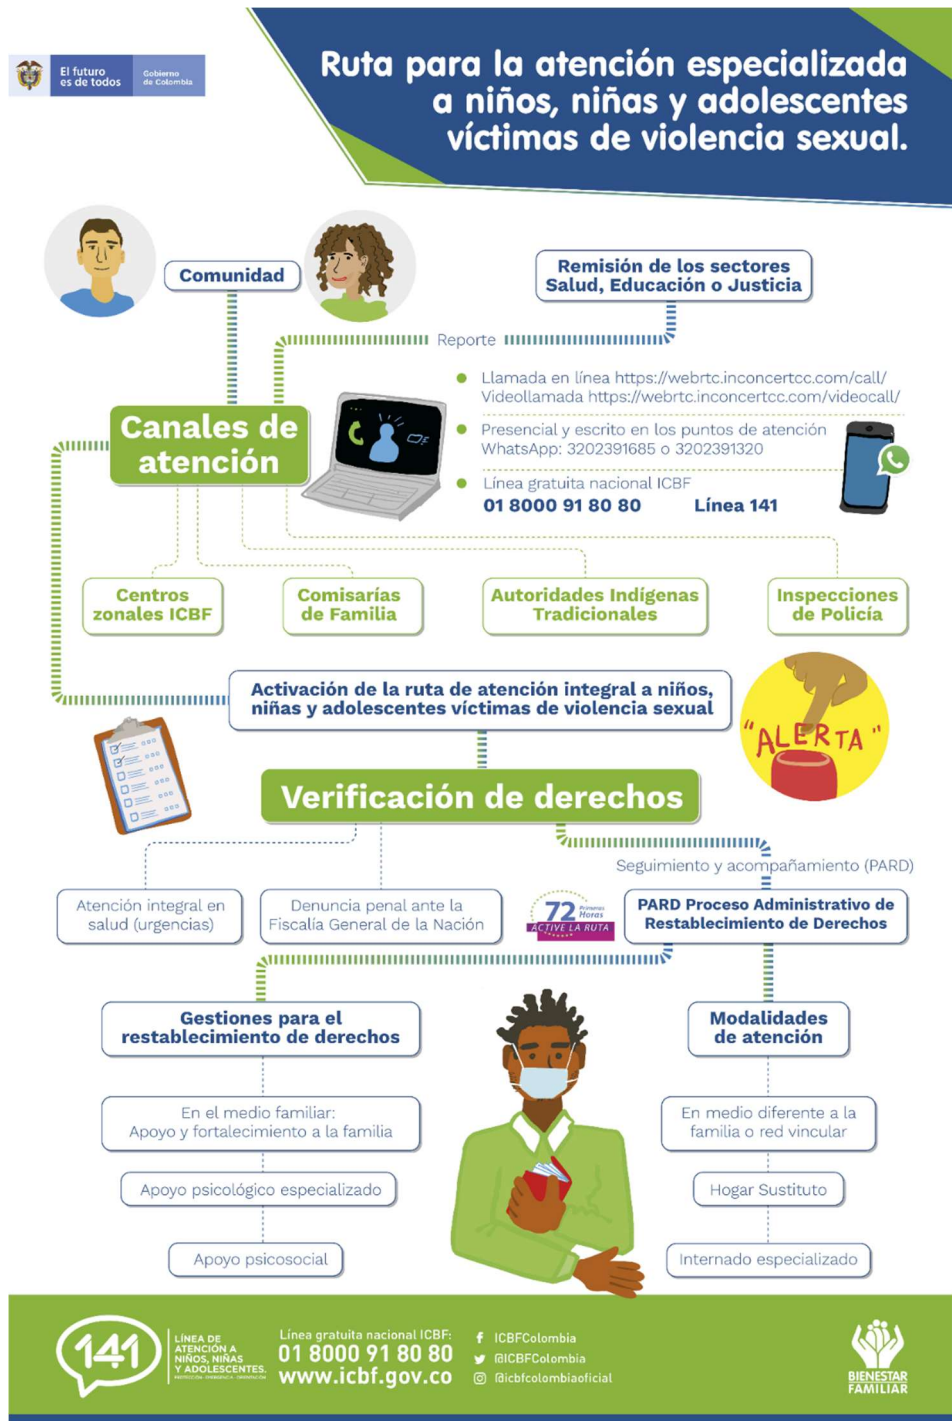 El futuro
es de todos
Gobierno
de Colombia
Ruta para la atención especializada
a niños, niñas y adolescentes
víctimas de violencia sexual.
Comunidad
Remisión de los sectores
Salud, Educación o Justicia
Reporte
Llamada en línea https://webrtc.inconcertcc.com/call/
Videollamada https://webrtc.inconcertcc.com/videocall/
Canales de
atención
Presencial y escrito en los puntos de atención
WhatsApp: 3202391685 o 3202391320
Línea gratuita nacional ICBF
01 8000 91 80 80 Línea 141
Centros
zonales ICBF
Comisarías
de Familia
Autoridades Indígenas
Tradicionales
Inspecciones
de Policía
Activación de la ruta de atención integral a niños,
niñas y adolescentes víctimas de violencia sexual
"ALERTA"
Verificación de derechos
Seguimiento y acompañamiento (PARD)
Atención integral en
salud (urgencias)
Denuncia penal ante la
Fiscalía General de la Nación
72 Primeras
Horas
ACTIVE LA RUTA
PARD Proceso Administrativo de
Restablecimiento de Derechos
Gestiones para el
restablecimiento de derechos
Modalidades
de atención
En el medio familiar:
Apoyo y fortalecimiento a la familia
En medio diferente a la
familia o red vincular
Apoyo psicológico especializado
Hogar Sustituto
Apoyo psicosocial
Internado especializado
141
LÍNEA DE
ATENCIÓN A
NIÑOS, NIÑAS
Y ADOLESCENTES.
PROTECCIÓN - EMERGENCIA - ORIENTACIÓN
Línea gratuita nacional ICBF:
01 8000 91 80 80
www.icbf.gov.co
ICBFColombia
@ICBFColombia
@icbfcolombiaoficial
BIENESTAR
FAMILIAR